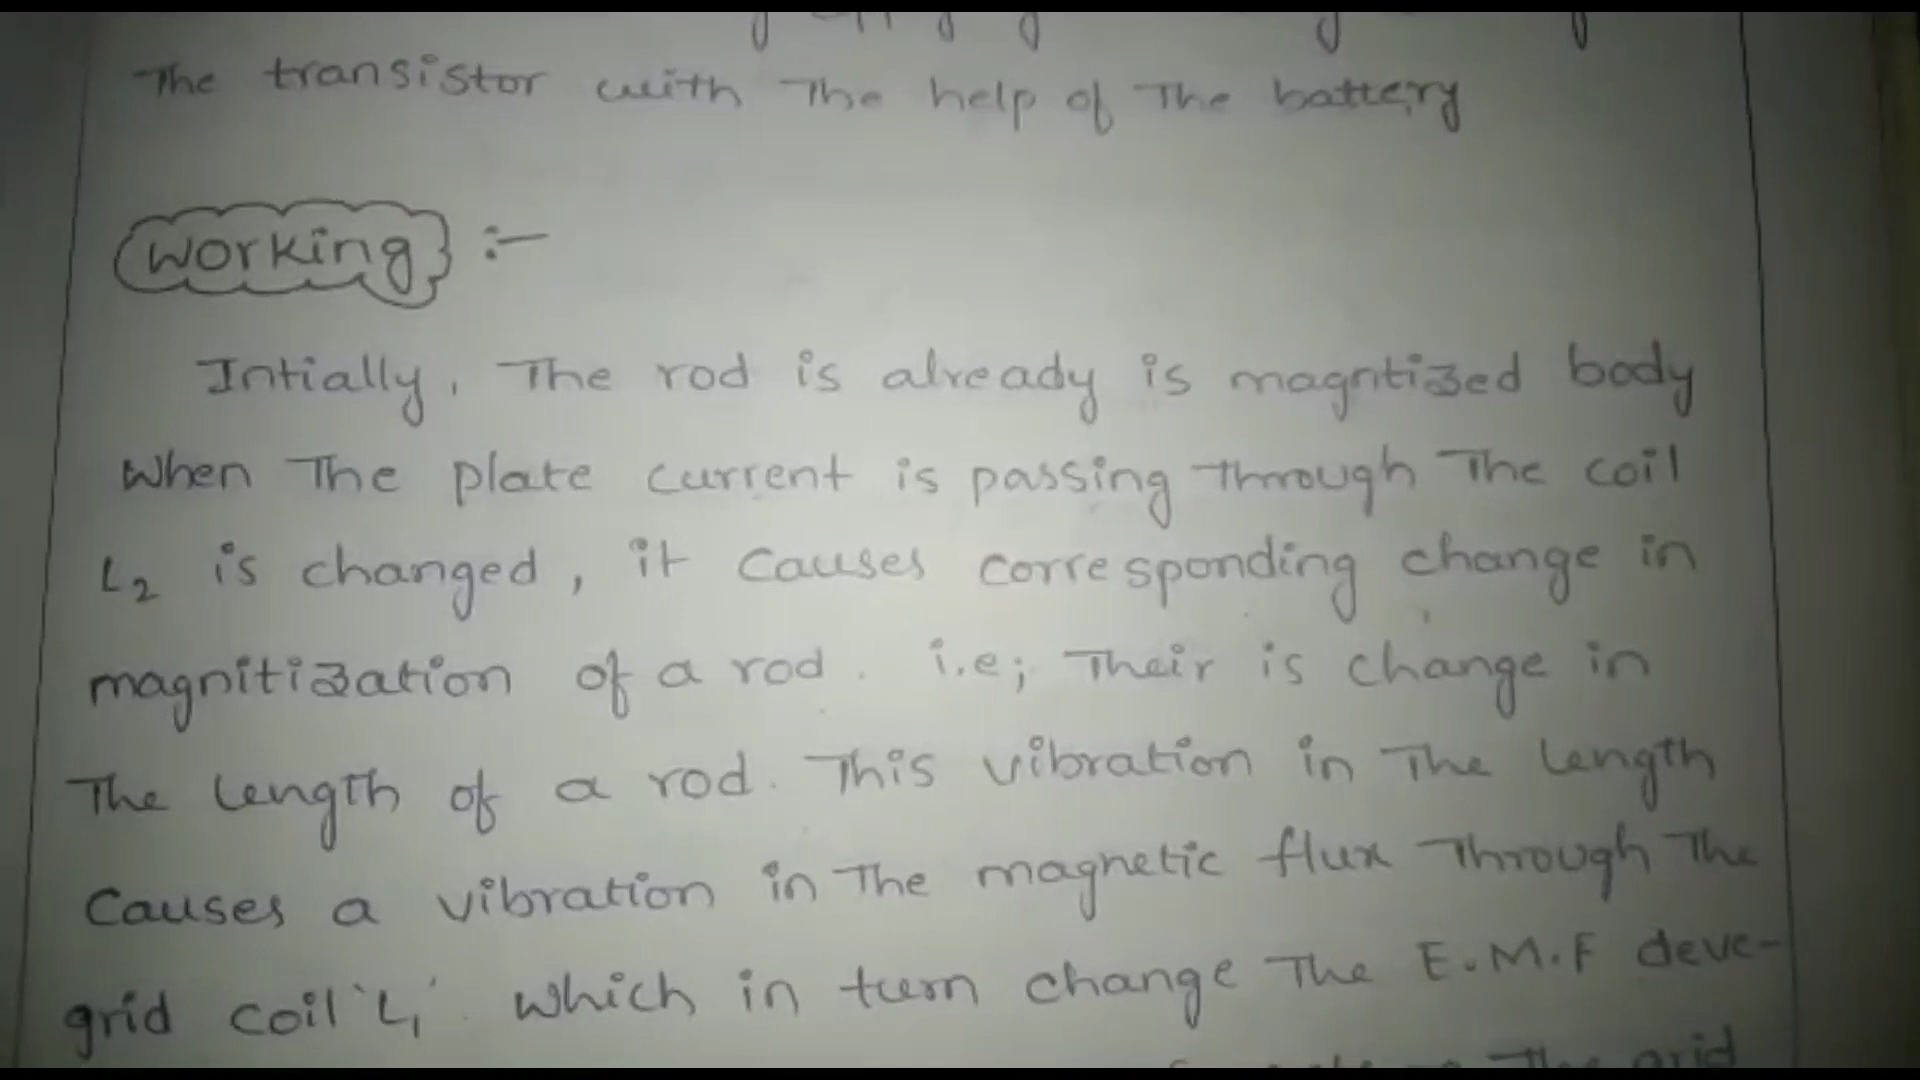 The transistor with The help of The battery
Working :-
Intially, The rod is already is magntized body
When The plate current is passing through The coil
L2 is changed, it causes corresponding change in
magnitization of a rod. i.e; Their is change in
The length of a rod. This vibration in The length
causes a vibration in The magnetic flux Through The
grid coil 'L1' which in turn change The E.M.F deve-
The grid